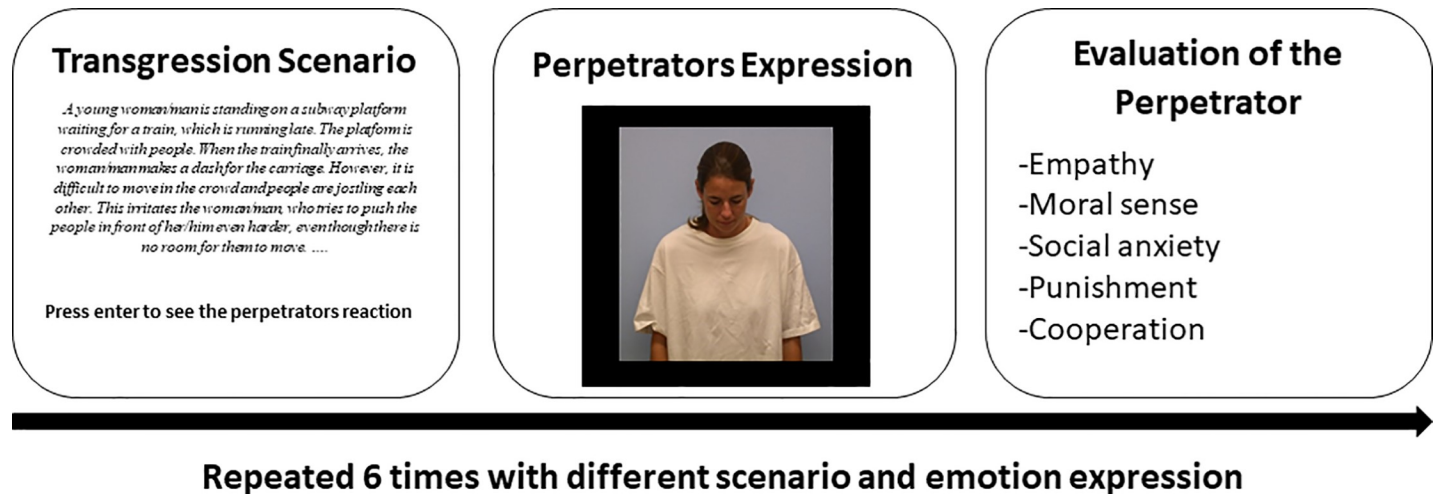 Transgression Scenario
A young woman/man is standing on a subway platform
waiting for a train, which is running late. The platform is
crowded with people. When the train finally arrives, the
woman/man makes a dash for the carriage. However, it is
difficult to move in the crowd and people are jostling each
other. This irritates the woman/man, who tries to push the
people in front of her/him even harder, even though there is
no room for them to move. ....
Press enter to see the perpetrators reaction
Perpetrators Expression
Evaluation of the
Perpetrator
-Empathy
-Moral sense
-Social anxiety
-Punishment
-Cooperation
Repeated 6 times with different scenario and emotion expression